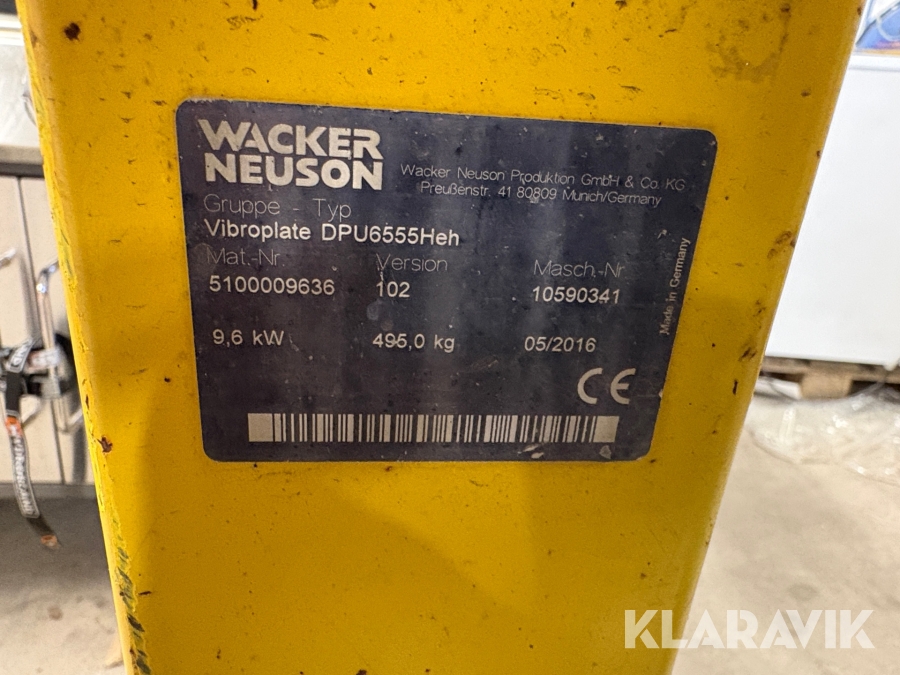 WACKER
NEUSON
Wacker Neuson Produktion GmbH & Co. KG
Preußenstr. 41 80809 Munich/Germany
Gruppe - Typ
Vibroplate DPU6555Heh
Mat.-Nr. Version Masch.-Nr
5100009636 102 10590341
9,6 kW 495,0 kg 05/2016
Made in Germany
CE
KLARAVIK